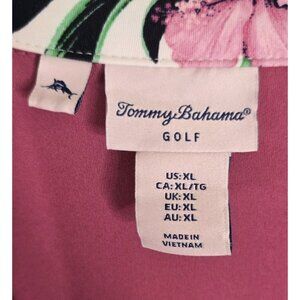 Tommy Bahama®
GOLF
US: XL
CA: XL/TG
UK: XL
EU: XL
AU: XL
MADE IN
VIETNAM